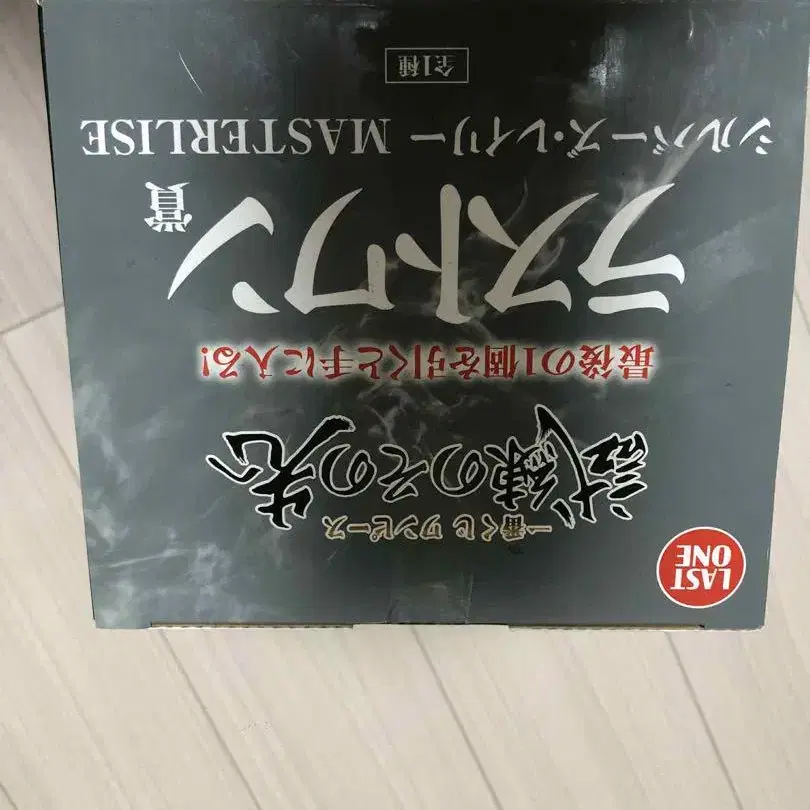 LAST
ONE
一番くじ ワンピース
試練のその先へ
最後の1個を引くと手に入る!
ラストワン賞
シルバーズ・レイリー MASTERLISE
全1種